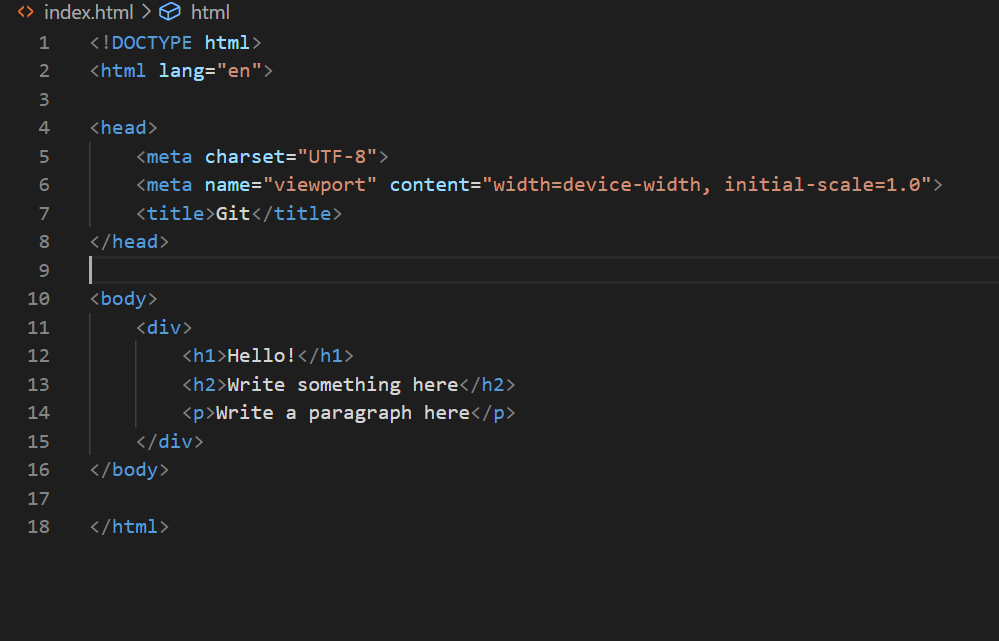 index.html > html
1 <!DOCTYPE html>
2 <html lang="en">
3
4 <head>
5     <meta charset="UTF-8">
6     <meta name="viewport" content="width=device-width, initial-scale=1.0">
7     <title>Git</title>
8 </head>
9
10 <body>
11     <div>
12         <h1>Hello!</h1>
13         <h2>Write something here</h2>
14         <p>Write a paragraph here</p>
15     </div>
16 </body>
17
18 </html>